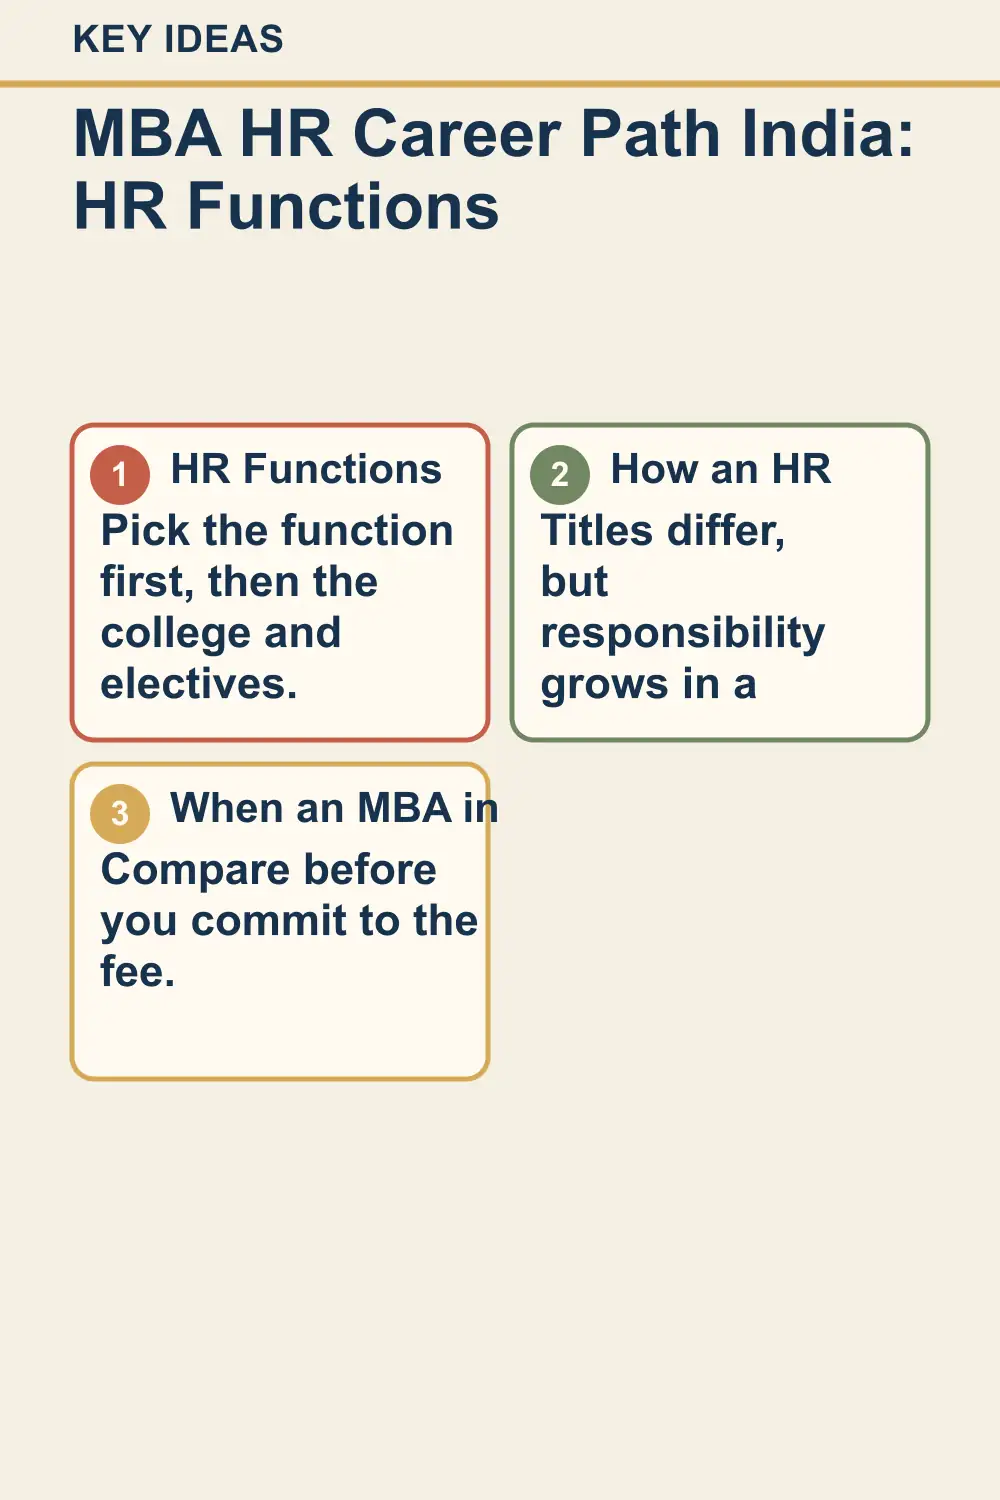 KEY IDEAS
MBA HR Career Path India:
HR Functions
1 HR Functions
Pick the function
first, then the
college and
electives.
2 How an HR
Titles differ,
but
responsibility
grows in a
3 When an MBA in
Compare before
you commit to the
fee.